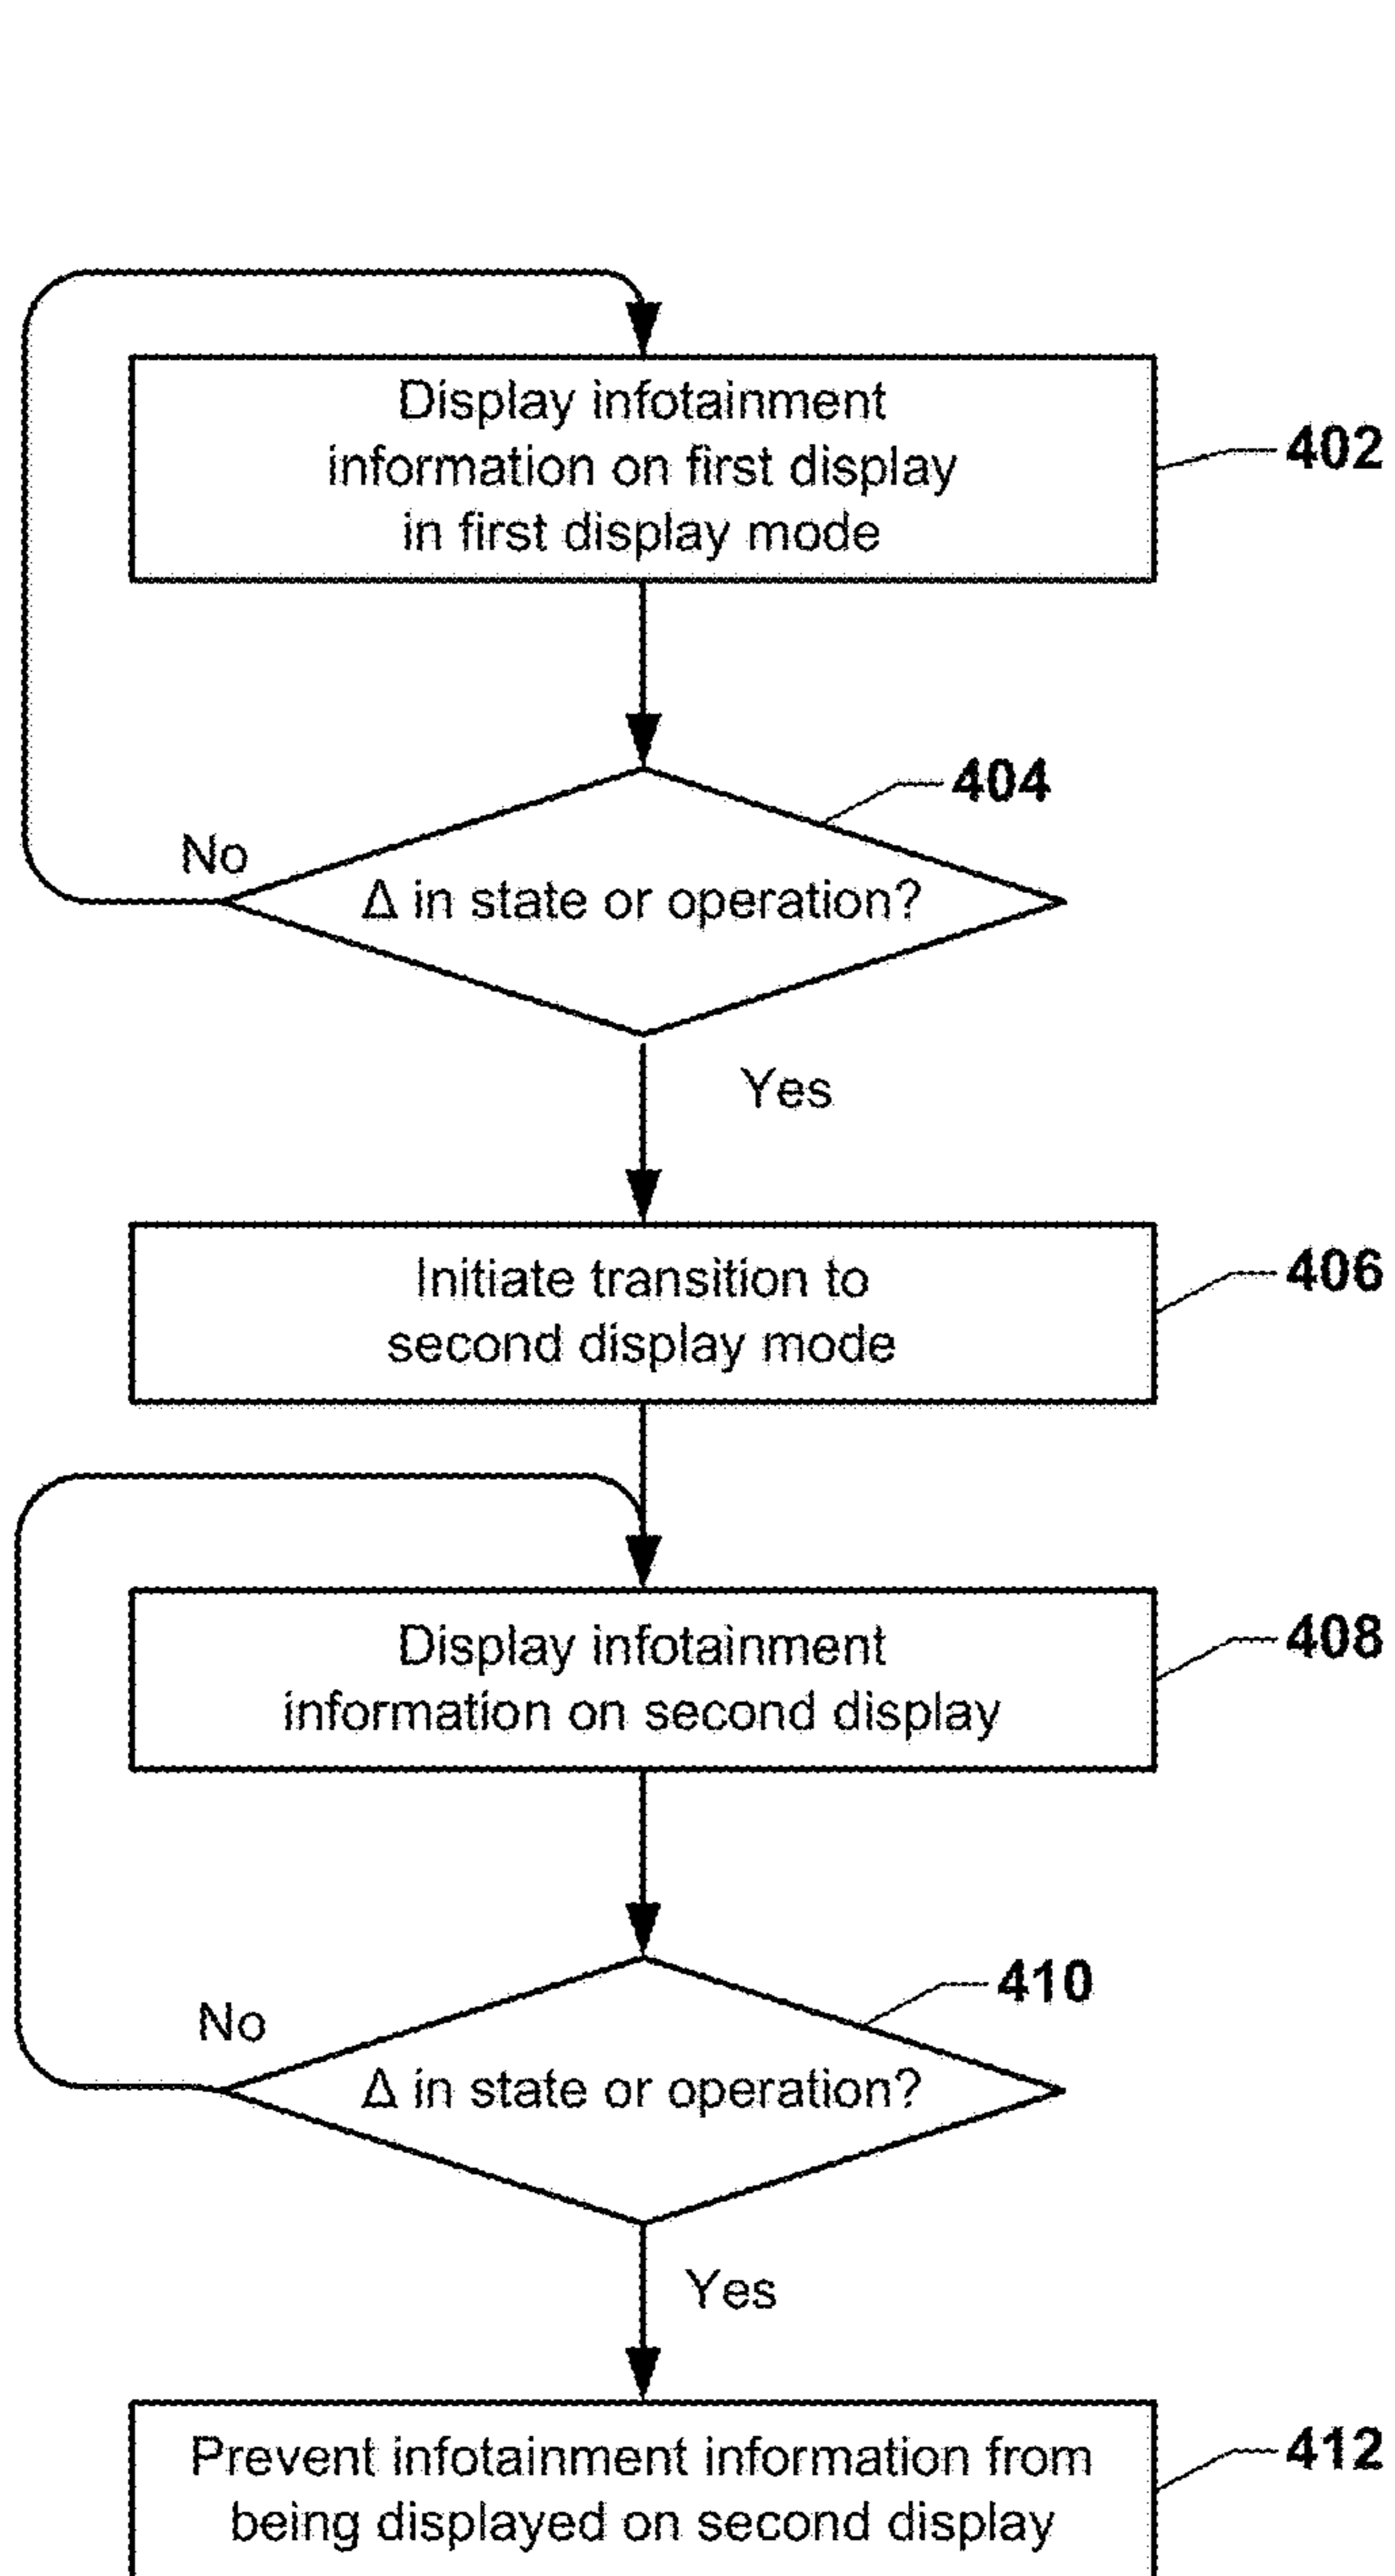 Display infotainment
information on first display
in first display mode
402
404
No
Δ in state or operation?
Yes
Initiate transition to
second display mode
406
Display infotainment
information on second display
408
410
No
Δ in state or operation?
Yes
Prevent infotainment information from
being displayed on second display
412